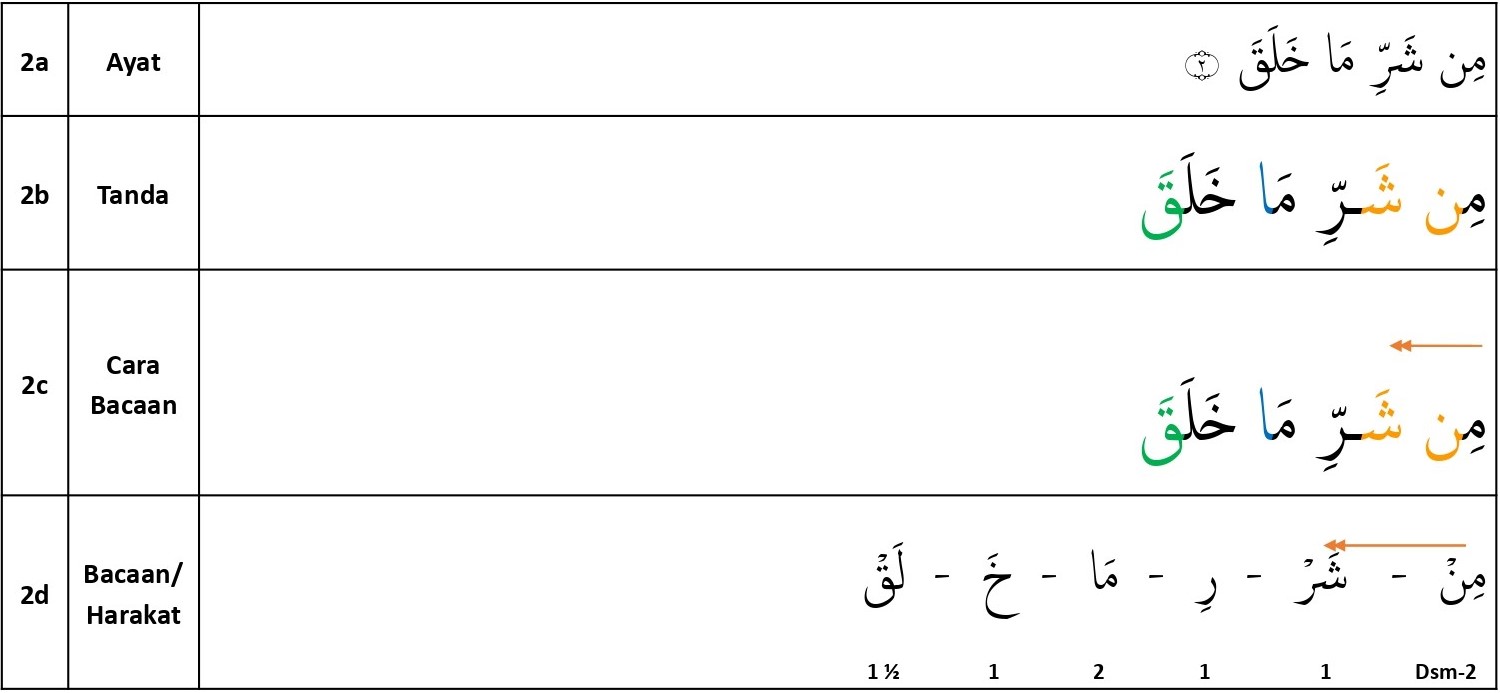 2a Ayat مِن شَرِّ مَا خَلَقَ ٢
2b Tanda مِن شَرِّ مَا خَلَقَ
2c Cara Bacaan مِن شَرِّ مَا خَلَقَ
2d Bacaan/ Harakat مِنْ - شَرْ - رِ - مَا - خَ - لَقْ
Dsm-2 1 1 2 1 1 ½